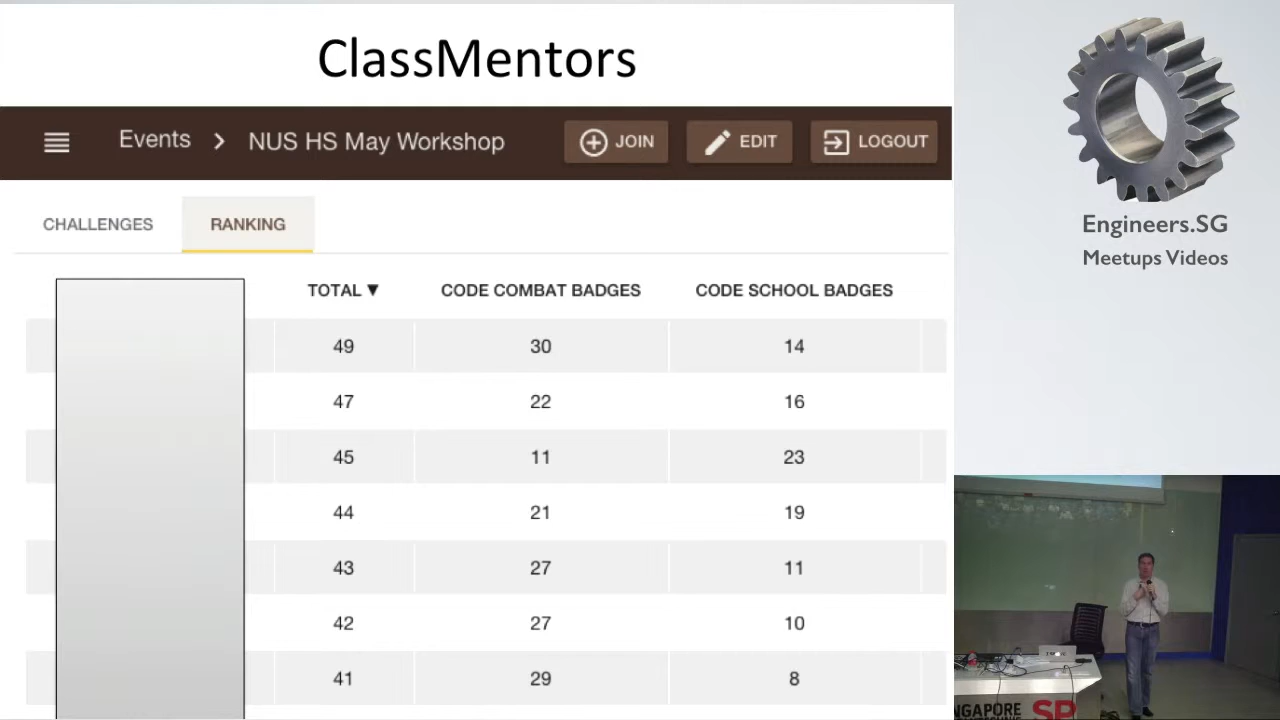 ClassMentors
Events > NUS HS May Workshop JOIN EDIT LOGOUT
CHALLENGES RANKING
TOTAL ▼ CODE COMBAT BADGES CODE SCHOOL BADGES
49 30 14
47 22 16
45 11 23
44 21 19
43 27 11
42 27 10
41 29 8
Engineers.SG
Meetups Videos
NGAPORE SP